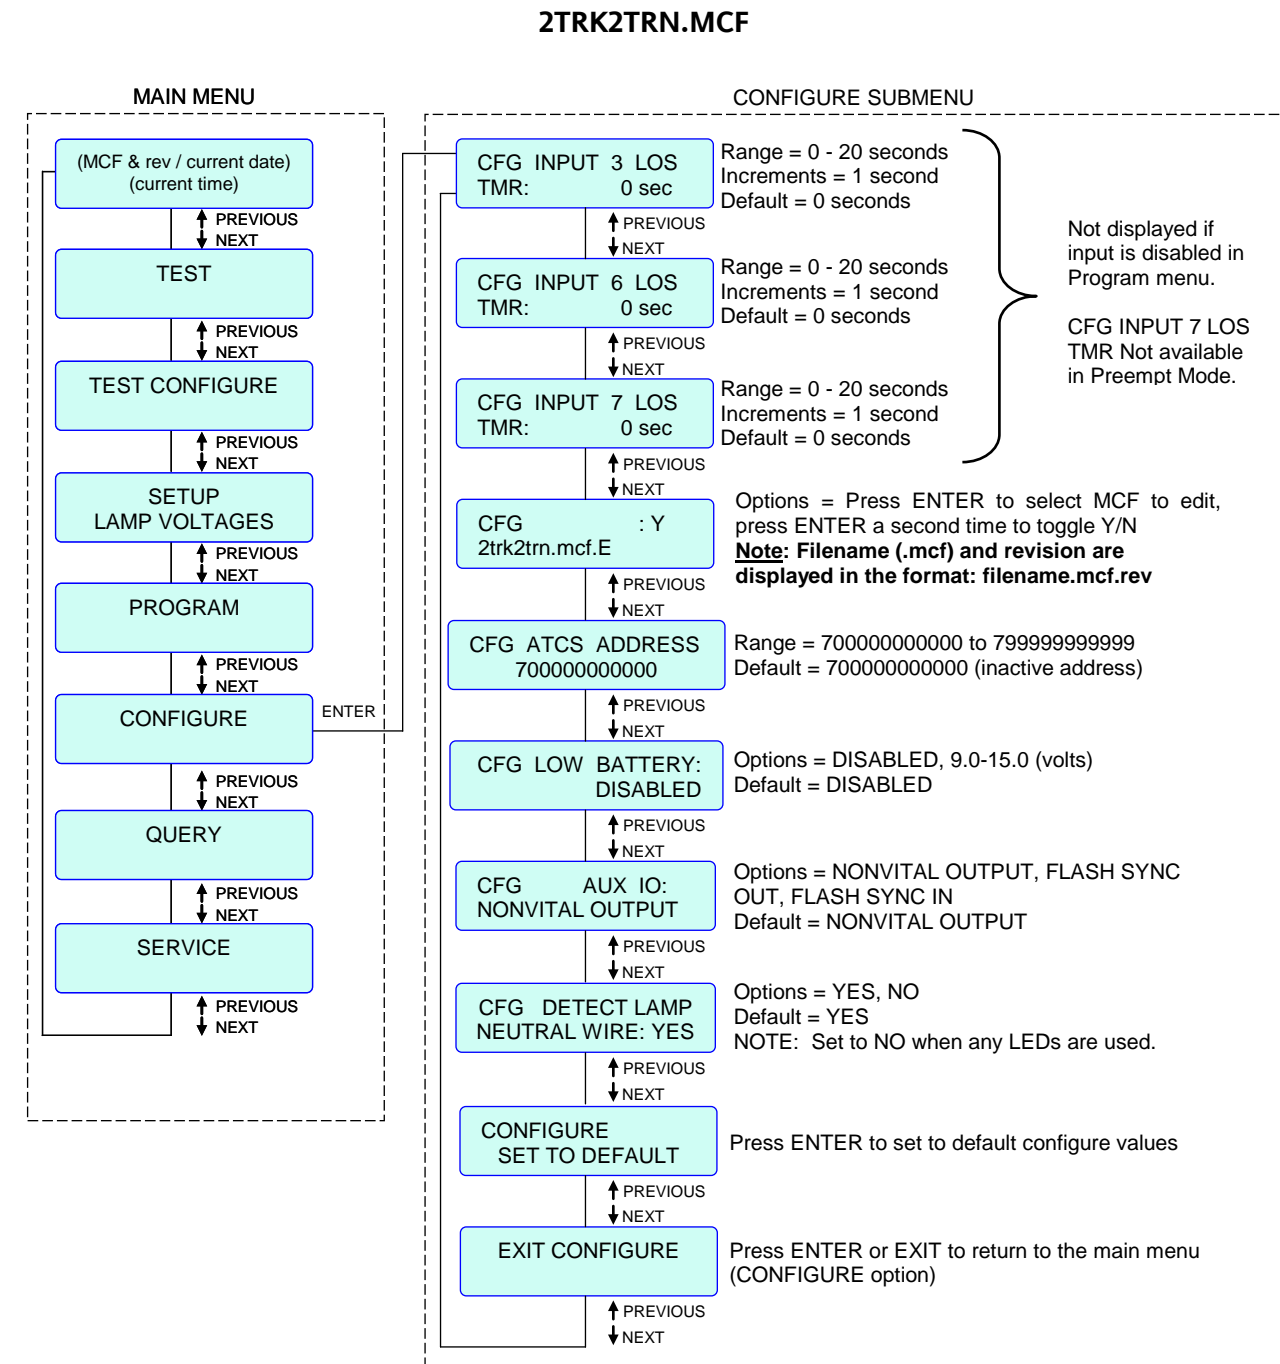 2TRK2TRN.MCF
MAIN MENU
(MCF & rev / current date)
(current time)
PREVIOUS
NEXT
TEST
PREVIOUS
NEXT
TEST CONFIGURE
PREVIOUS
NEXT
SETUP
LAMP VOLTAGES
PREVIOUS
NEXT
PROGRAM
PREVIOUS
NEXT
CONFIGURE
ENTER
PREVIOUS
NEXT
QUERY
PREVIOUS
NEXT
SERVICE
PREVIOUS
NEXT
CONFIGURE SUBMENU
CFG INPUT 3 LOS
TMR: 0 sec
Range = 0 - 20 seconds
Increments = 1 second
Default = 0 seconds
PREVIOUS
NEXT
CFG INPUT 6 LOS
TMR: 0 sec
Range = 0 - 20 seconds
Increments = 1 second
Default = 0 seconds
PREVIOUS
NEXT
CFG INPUT 7 LOS
TMR: 0 sec
Range = 0 - 20 seconds
Increments = 1 second
Default = 0 seconds
Not displayed if
input is disabled in
Program menu.
CFG INPUT 7 LOS
TMR Not available
in Preempt Mode.
PREVIOUS
NEXT
CFG : Y
2trk2trn.mcf.E
Options = Press ENTER to select MCF to edit,
press ENTER a second time to toggle Y/N
Note: Filename (.mcf) and revision are
displayed in the format: filename.mcf.rev
PREVIOUS
NEXT
CFG ATCS ADDRESS
700000000000
Range = 700000000000 to 799999999999
Default = 700000000000 (inactive address)
PREVIOUS
NEXT
CFG LOW BATTERY:
DISABLED
Options = DISABLED, 9.0-15.0 (volts)
Default = DISABLED
PREVIOUS
NEXT
CFG AUX IO:
NONVITAL OUTPUT
Options = NONVITAL OUTPUT, FLASH SYNC
OUT, FLASH SYNC IN
Default = NONVITAL OUTPUT
PREVIOUS
NEXT
CFG DETECT LAMP
NEUTRAL WIRE: YES
Options = YES, NO
Default = YES
NOTE: Set to NO when any LEDs are used.
PREVIOUS
NEXT
CONFIGURE
SET TO DEFAULT
Press ENTER to set to default configure values
PREVIOUS
NEXT
EXIT CONFIGURE
Press ENTER or EXIT to return to the main menu
(CONFIGURE option)
PREVIOUS
NEXT